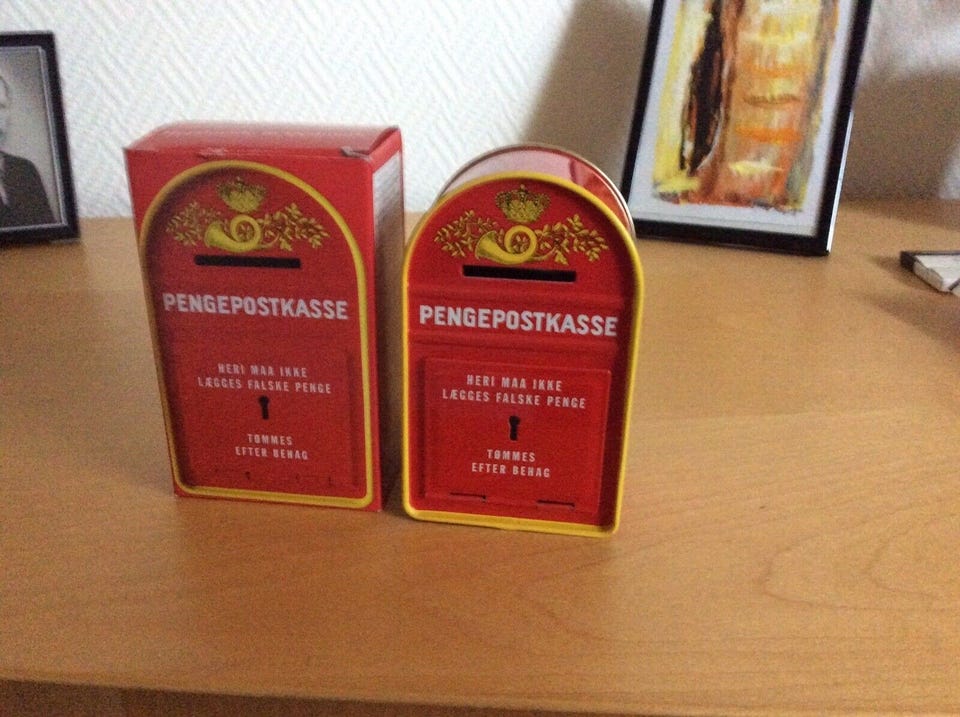 PENGEPOSTKASSE
HERI MAA IKKE
LÆGGES FALSKE PENGE
TØMMES
EFTER BEHAG
PENGEPOSTKASSE
HERI MAA IKKE
LÆGGES FALSKE PENGE
TØMMES
EFTER BEHAG